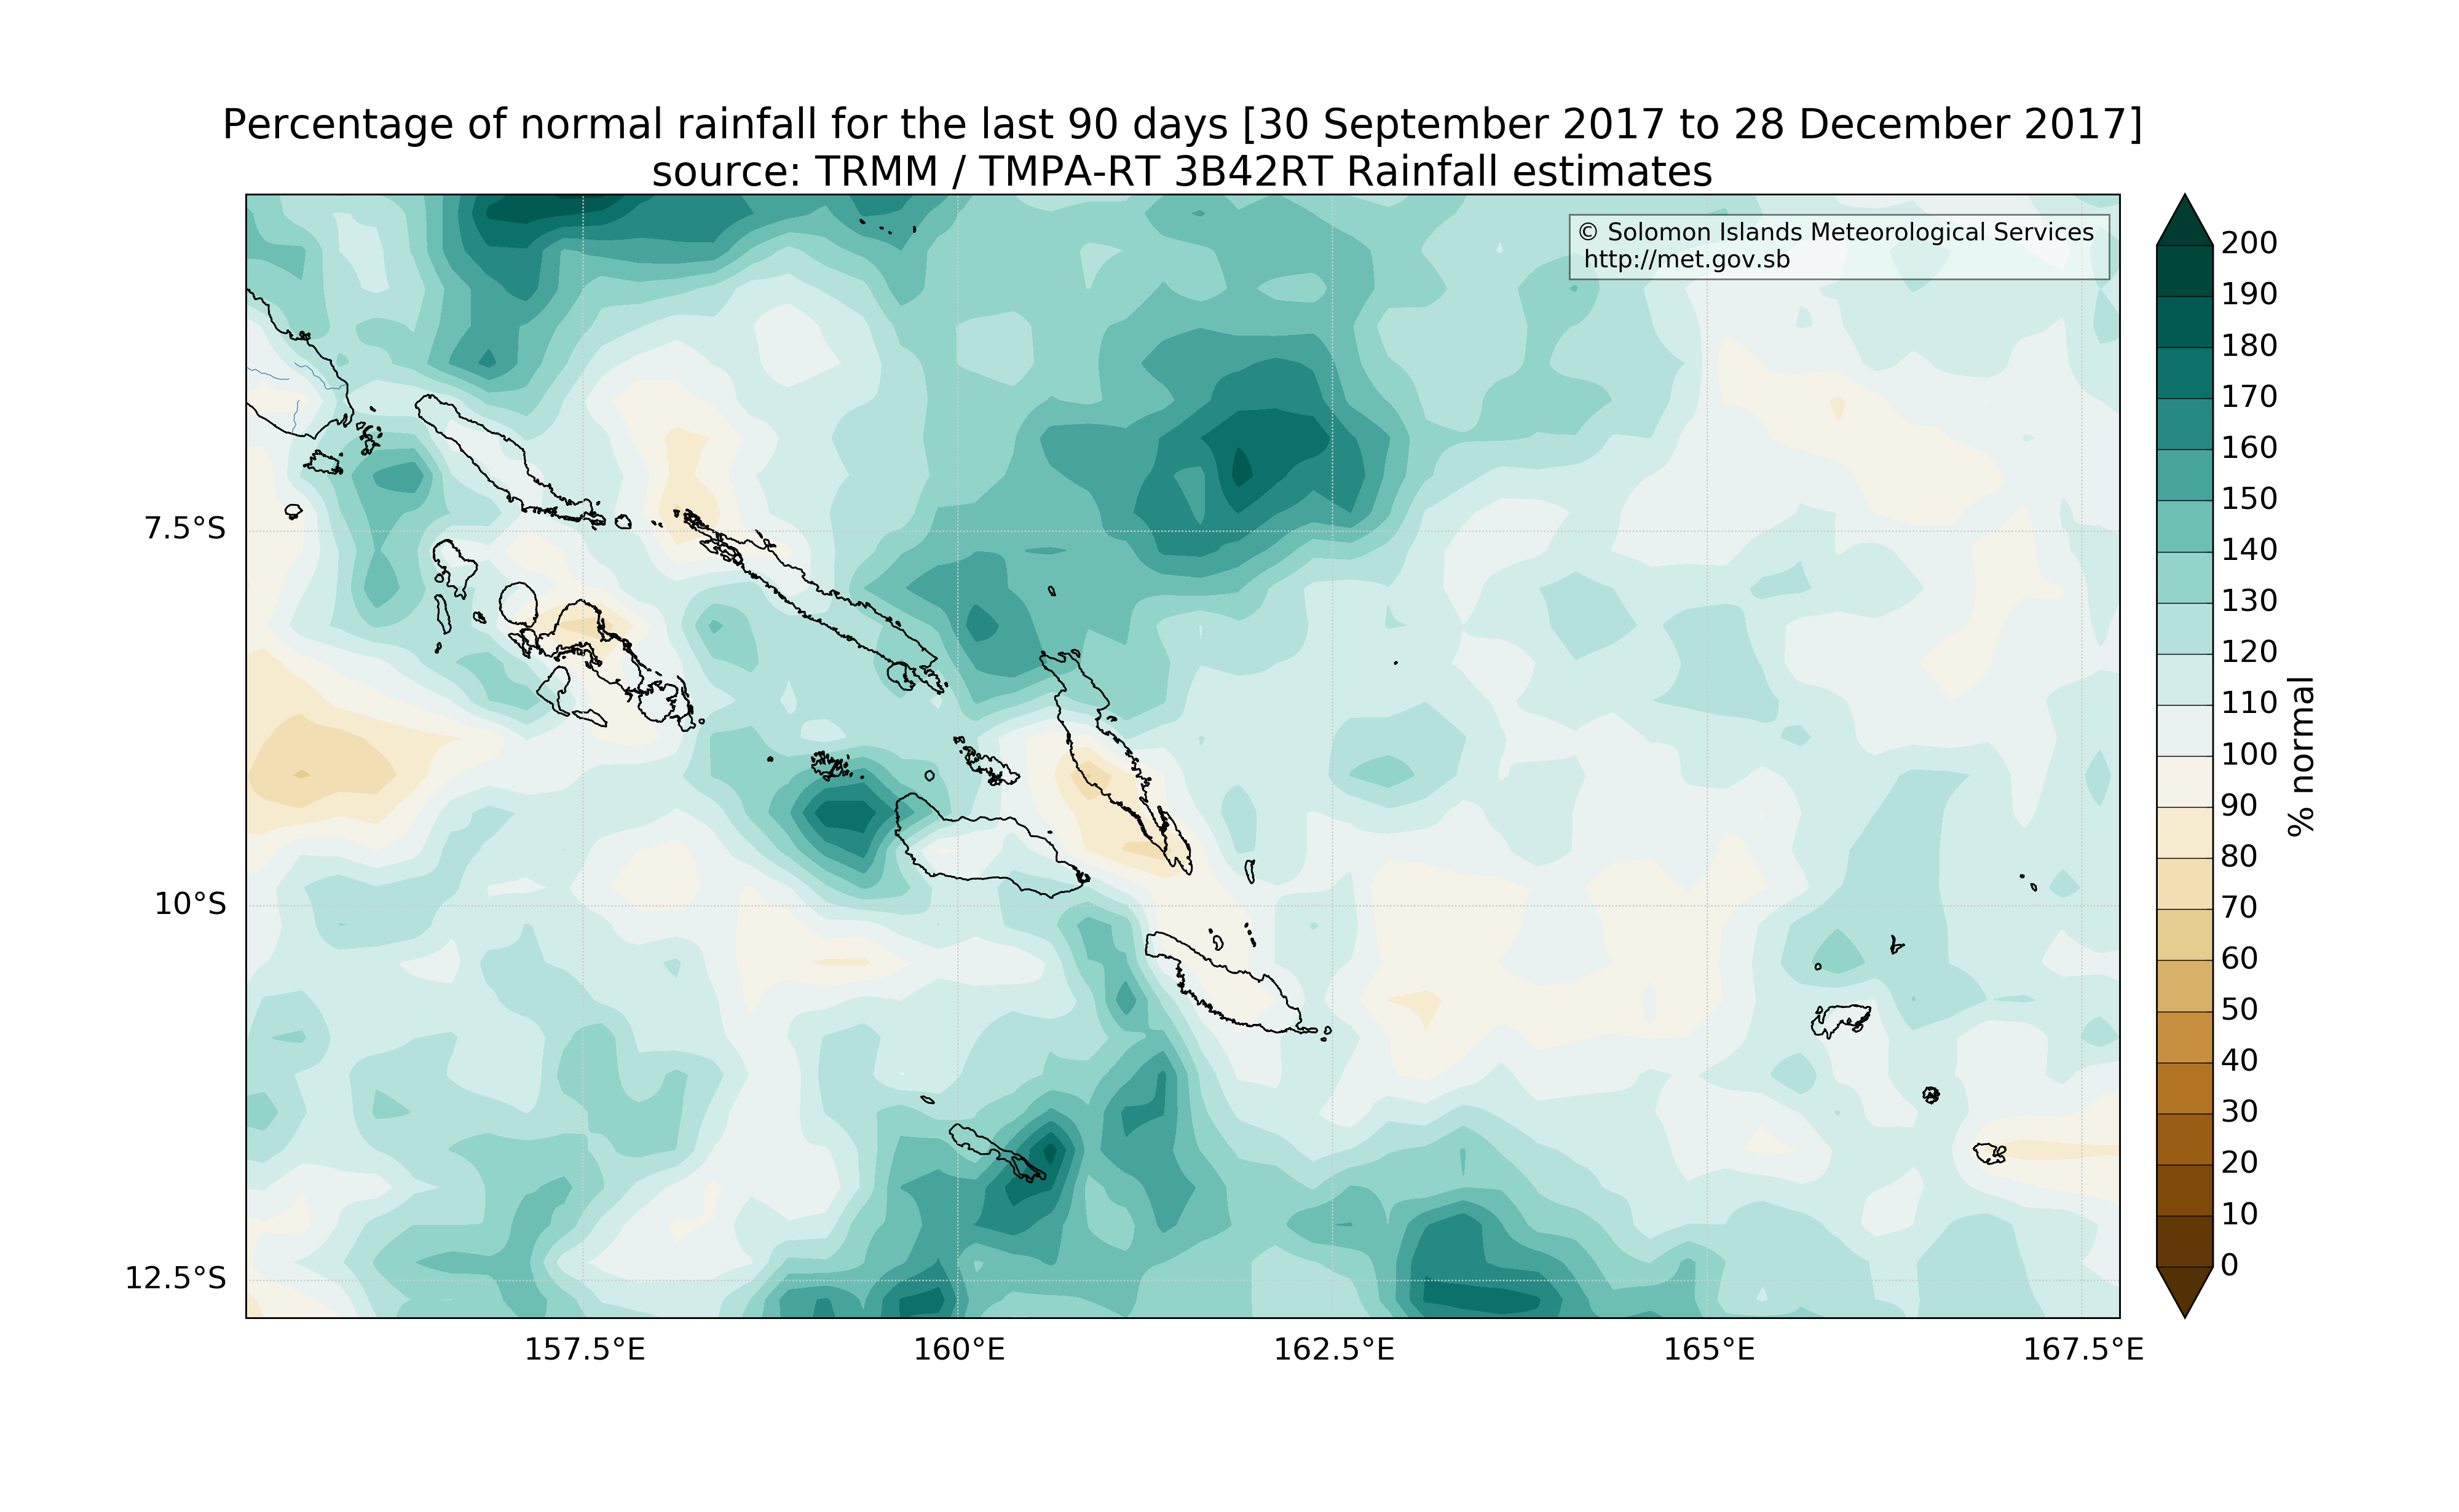 Percentage of normal rainfall for the last 90 days [30 September 2017 to 28 December 2017]
source: TRMM / TMPA-RT 3B42RT Rainfall estimates
© Solomon Islands Meteorological Services
http://met.gov.sb
7.5°S
10°S
12.5°S
157.5°E
160°E
162.5°E
165°E
167.5°E
200
190
180
170
160
150
140
130
120
110
100
90
80
70
60
50
40
30
20
10
0
% normal